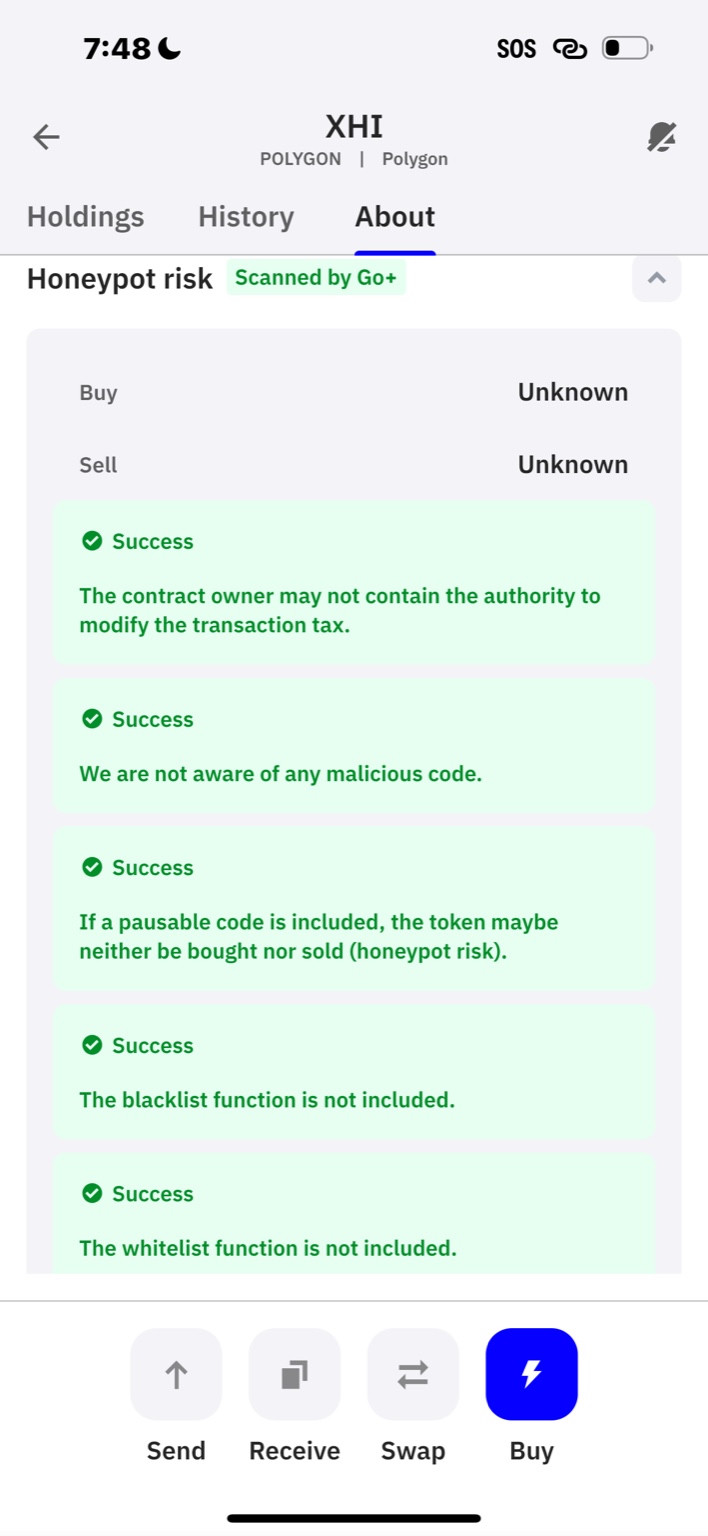 7:48
SOS
XHI
POLYGON | Polygon
Holdings History About
Honeypot risk Scanned by Go+
Buy Unknown
Sell Unknown
Success
The contract owner may not contain the authority to
modify the transaction tax.
Success
We are not aware of any malicious code.
Success
If a pausable code is included, the token maybe
neither be bought nor sold (honeypot risk).
Success
The blacklist function is not included.
Success
The whitelist function is not included.
Send Receive Swap Buy